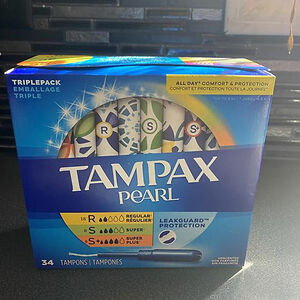 TRIPLEPACK
EMBALLAGE
TRIPLE
ALL DAY* COMFORT & PROTECTION
CONFORT ET PROTECTION TOUTE LA JOURNÉE*
R
S
S+
TAMPAX
PEARL
R REGULAR
RÉGULIER
S SUPER
S+ SUPER
PLUS
LEAKGUARD™
PROTECTION
34 TAMPONS | TAMPONES
UNSCENTED